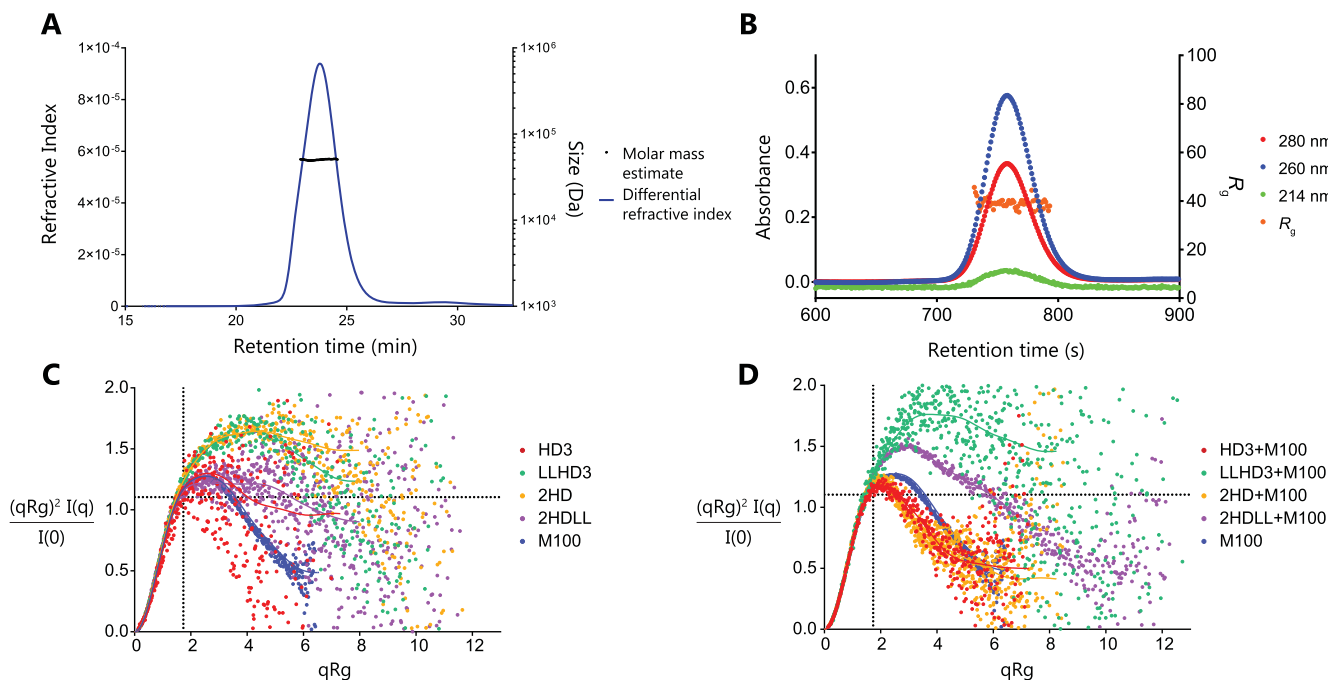 A
1×10-4
8×10-5
6×10-5
4×10-5
2×10-5
0
Refractive Index
15
20
25
30
Retention time (min)
1×10⁶
1×10⁵
1×10⁴
1×10³
Size (Da)
Molar mass
estimate
Differential
refractive index
B
0.6
0.4
0.2
0.0
Absorbance
600
700
800
900
Retention time (s)
100
80
60
40
20
0
Rg
280 nm
260 nm
214 nm
Rg
C
2.0
1.5
1.0
0.5
0.0
(qRg)² I(q)
I(0)
0
2
4
6
8
10
12
qRg
HD3
LLHD3
2HD
2HDLL
M100
D
2.0
1.5
1.0
0.5
0.0
(qRg)² I(q)
I(0)
0
2
4
6
8
10
12
qRg
HD3+M100
LLHD3+M100
2HD+M100
2HDLL+M100
M100